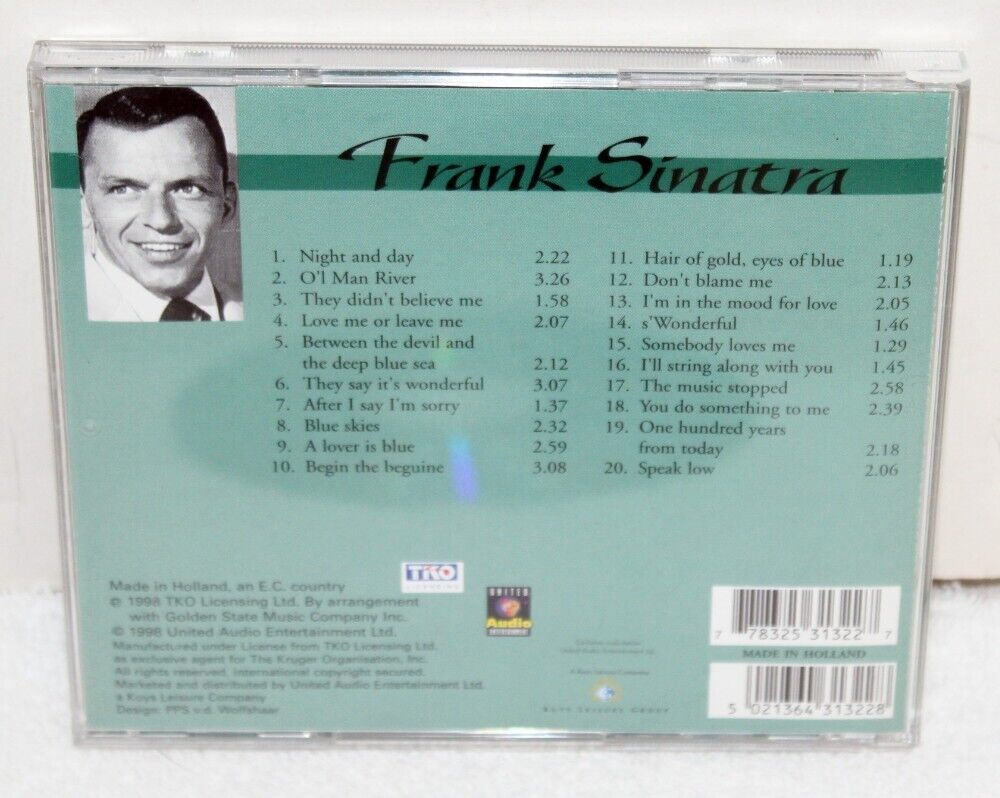 Frank Sinatra
1. Night and day 2.22
2. O'l Man River 3.26
3. They didn't believe me 1.58
4. Love me or leave me 2.07
5. Between the devil and
the deep blue sea 2.12
6. They say it's wonderful 3.07
7. After I say I'm sorry 1.37
8. Blue skies 2.32
9. A lover is blue 2.59
10. Begin the beguine 3.08
11. Hair of gold, eyes of blue 1.19
12. Don't blame me 2.13
13. I'm in the mood for love 2.05
14. s'Wonderful 1.46
15. Somebody loves me 1.29
16. I'll string along with you 1.45
17. The music stopped 2.58
18. You do something to me 2.39
19. One hundred years
from today 2.18
20. Speak low 2.06
Made in Holland, an E.C. country
℗ 1998 TKO Licensing Ltd. By arrangement
with Golden State Music Company Inc.
© 1998 United Audio Entertainment Ltd.
Manufactured under License from TKO Licensing Ltd.
as exclusive agent for The Kruger Organisation, Inc.
All rights reserved, International copyright secured.
Marketed and distributed by United Audio Entertainment Ltd.
a Koys Leisure Company
Design: PPS v.d. Wolfshaar
TKO
LICENSING
UNITED
Audio
ENTERTAINMENT
Koys Leisure Group
7 78325 31322 7
MADE IN HOLLAND
5 021364 313228